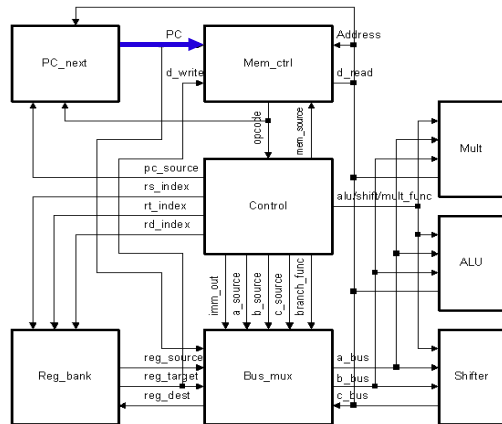 PC
Address
PC_next
Mem_ctrl
d_write
d_read
opcode
mem_source
Mult
pc_source
rs_index
rt_index
rd_index
Control
alu/shift/mult_func
ALU
imm_out
a_source
b_source
c_source
branch_func
Reg_bank
reg_source
reg_target
reg_dest
Bus_mux
a_bus
b_bus
c_bus
Shifter